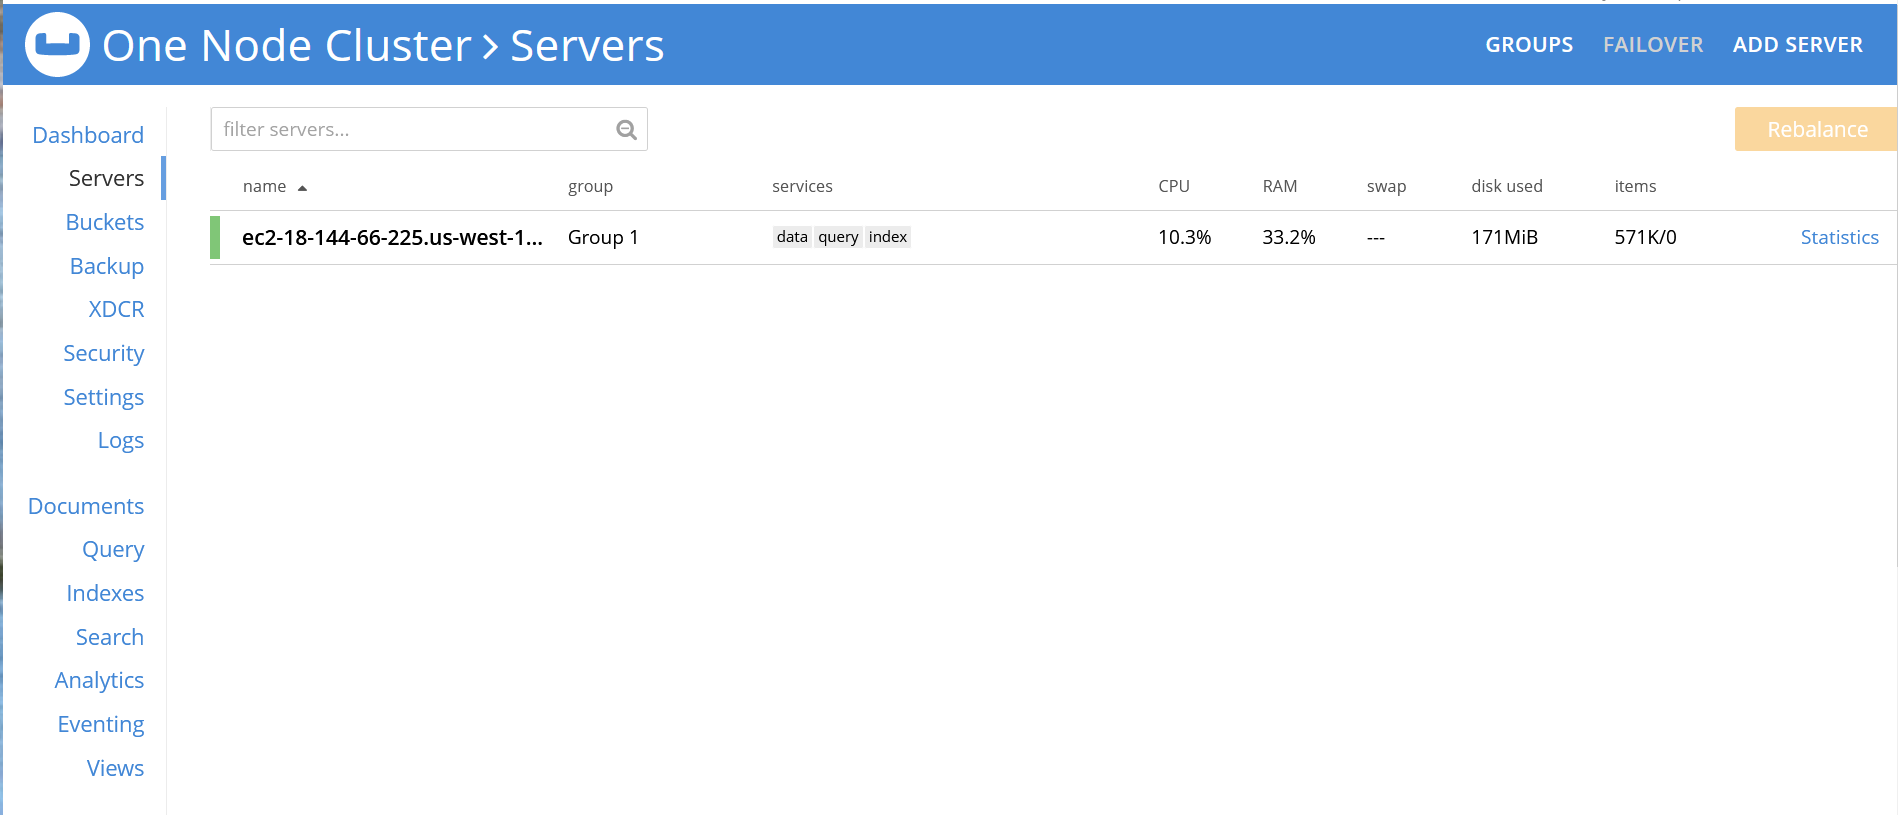 One Node Cluster > Servers
GROUPS FAILOVER ADD SERVER
Dashboard
Servers
Buckets
Backup
XDCR
Security
Settings
Logs
Documents
Query
Indexes
Search
Analytics
Eventing
Views
filter servers...
Rebalance
name group services CPU RAM swap disk used items
ec2-18-144-66-225.us-west-1... Group 1 data query index 10.3% 33.2% --- 171MiB 571K/0 Statistics